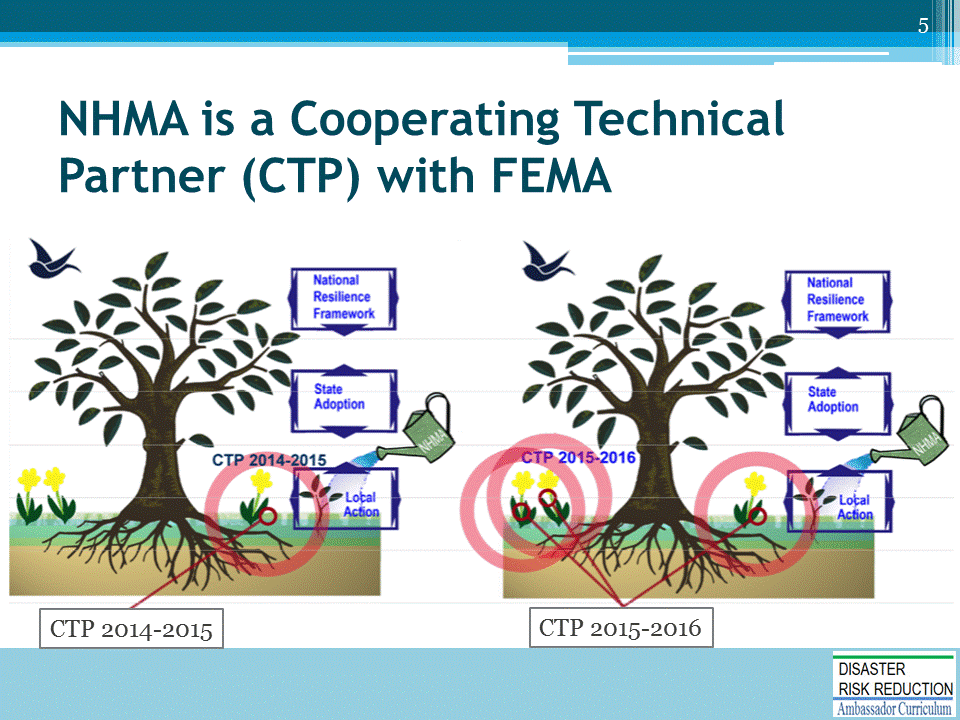 5
NHMA is a Cooperating Technical
Partner (CTP) with FEMA
National
Resilience
Framework
State
Adoption
NHMA
CTP 2014-2015
Local
Action
CTP 2014-2015
National
Resilience
Framework
State
Adoption
NHMA
CTP 2015-2016
Local
Action
CTP 2015-2016
DISASTER
RISK REDUCTION
Ambassador Curriculum